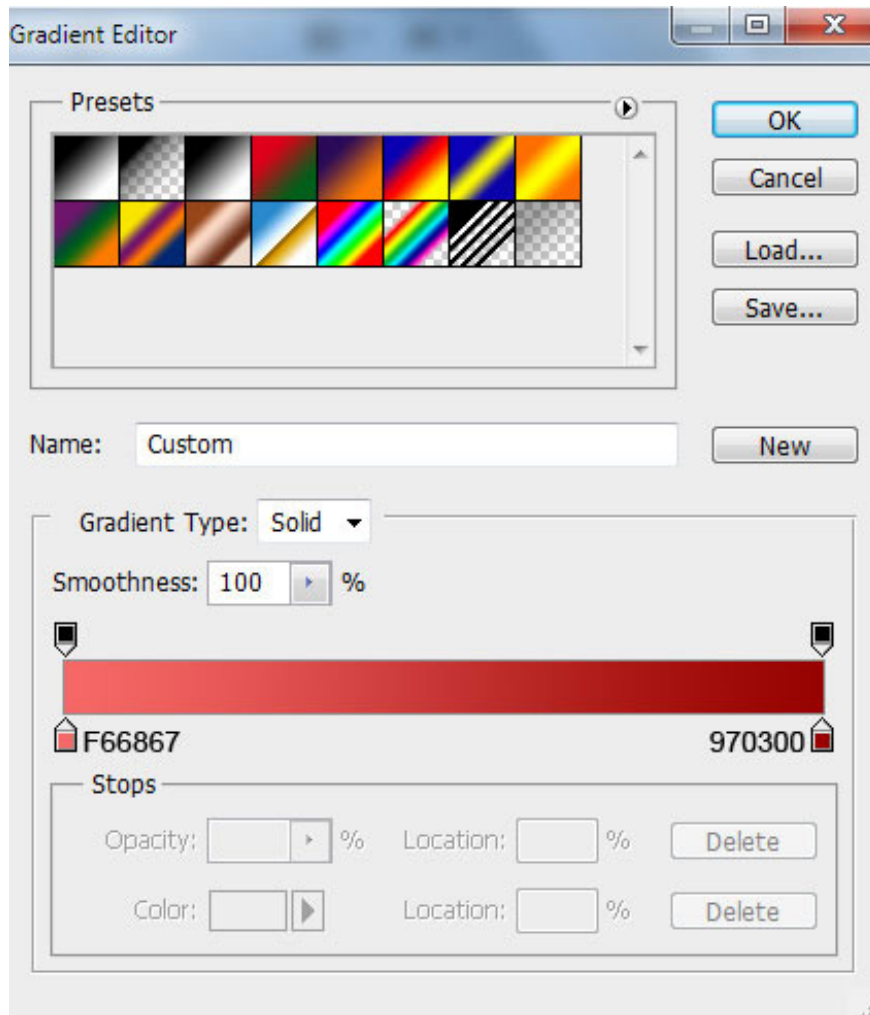 Gradient Editor
Presets
OK
Cancel
Load...
Save...
Name: Custom
New
Gradient Type: Solid
Smoothness: 100 %
F66867 970300
Stops
Opacity: % Location: % Delete
Color: Location: % Delete